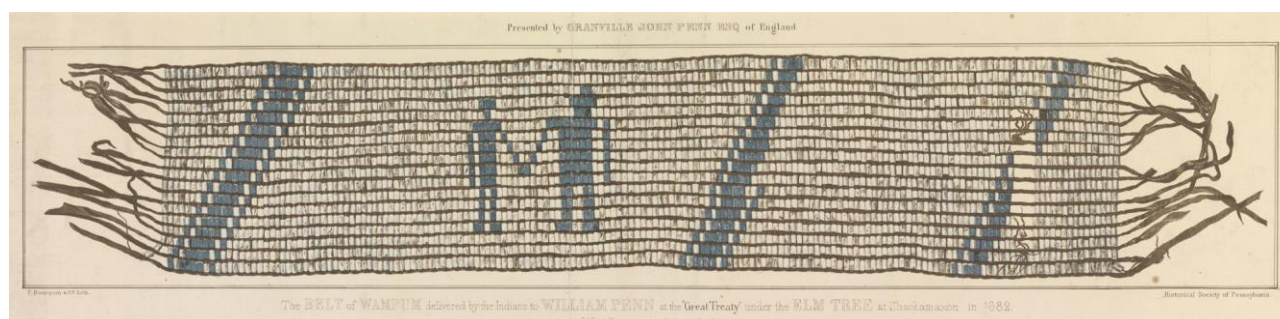 Presented by GRANVILLE JOHN PENN ESQ of England
Lith.
Historical Society of Pennsylvania
The BELT of WAMPUM delivered by the Indians to WILLIAM PENN at the "Great Treaty" under the ELM TREE at Shackamaxon in 1682.